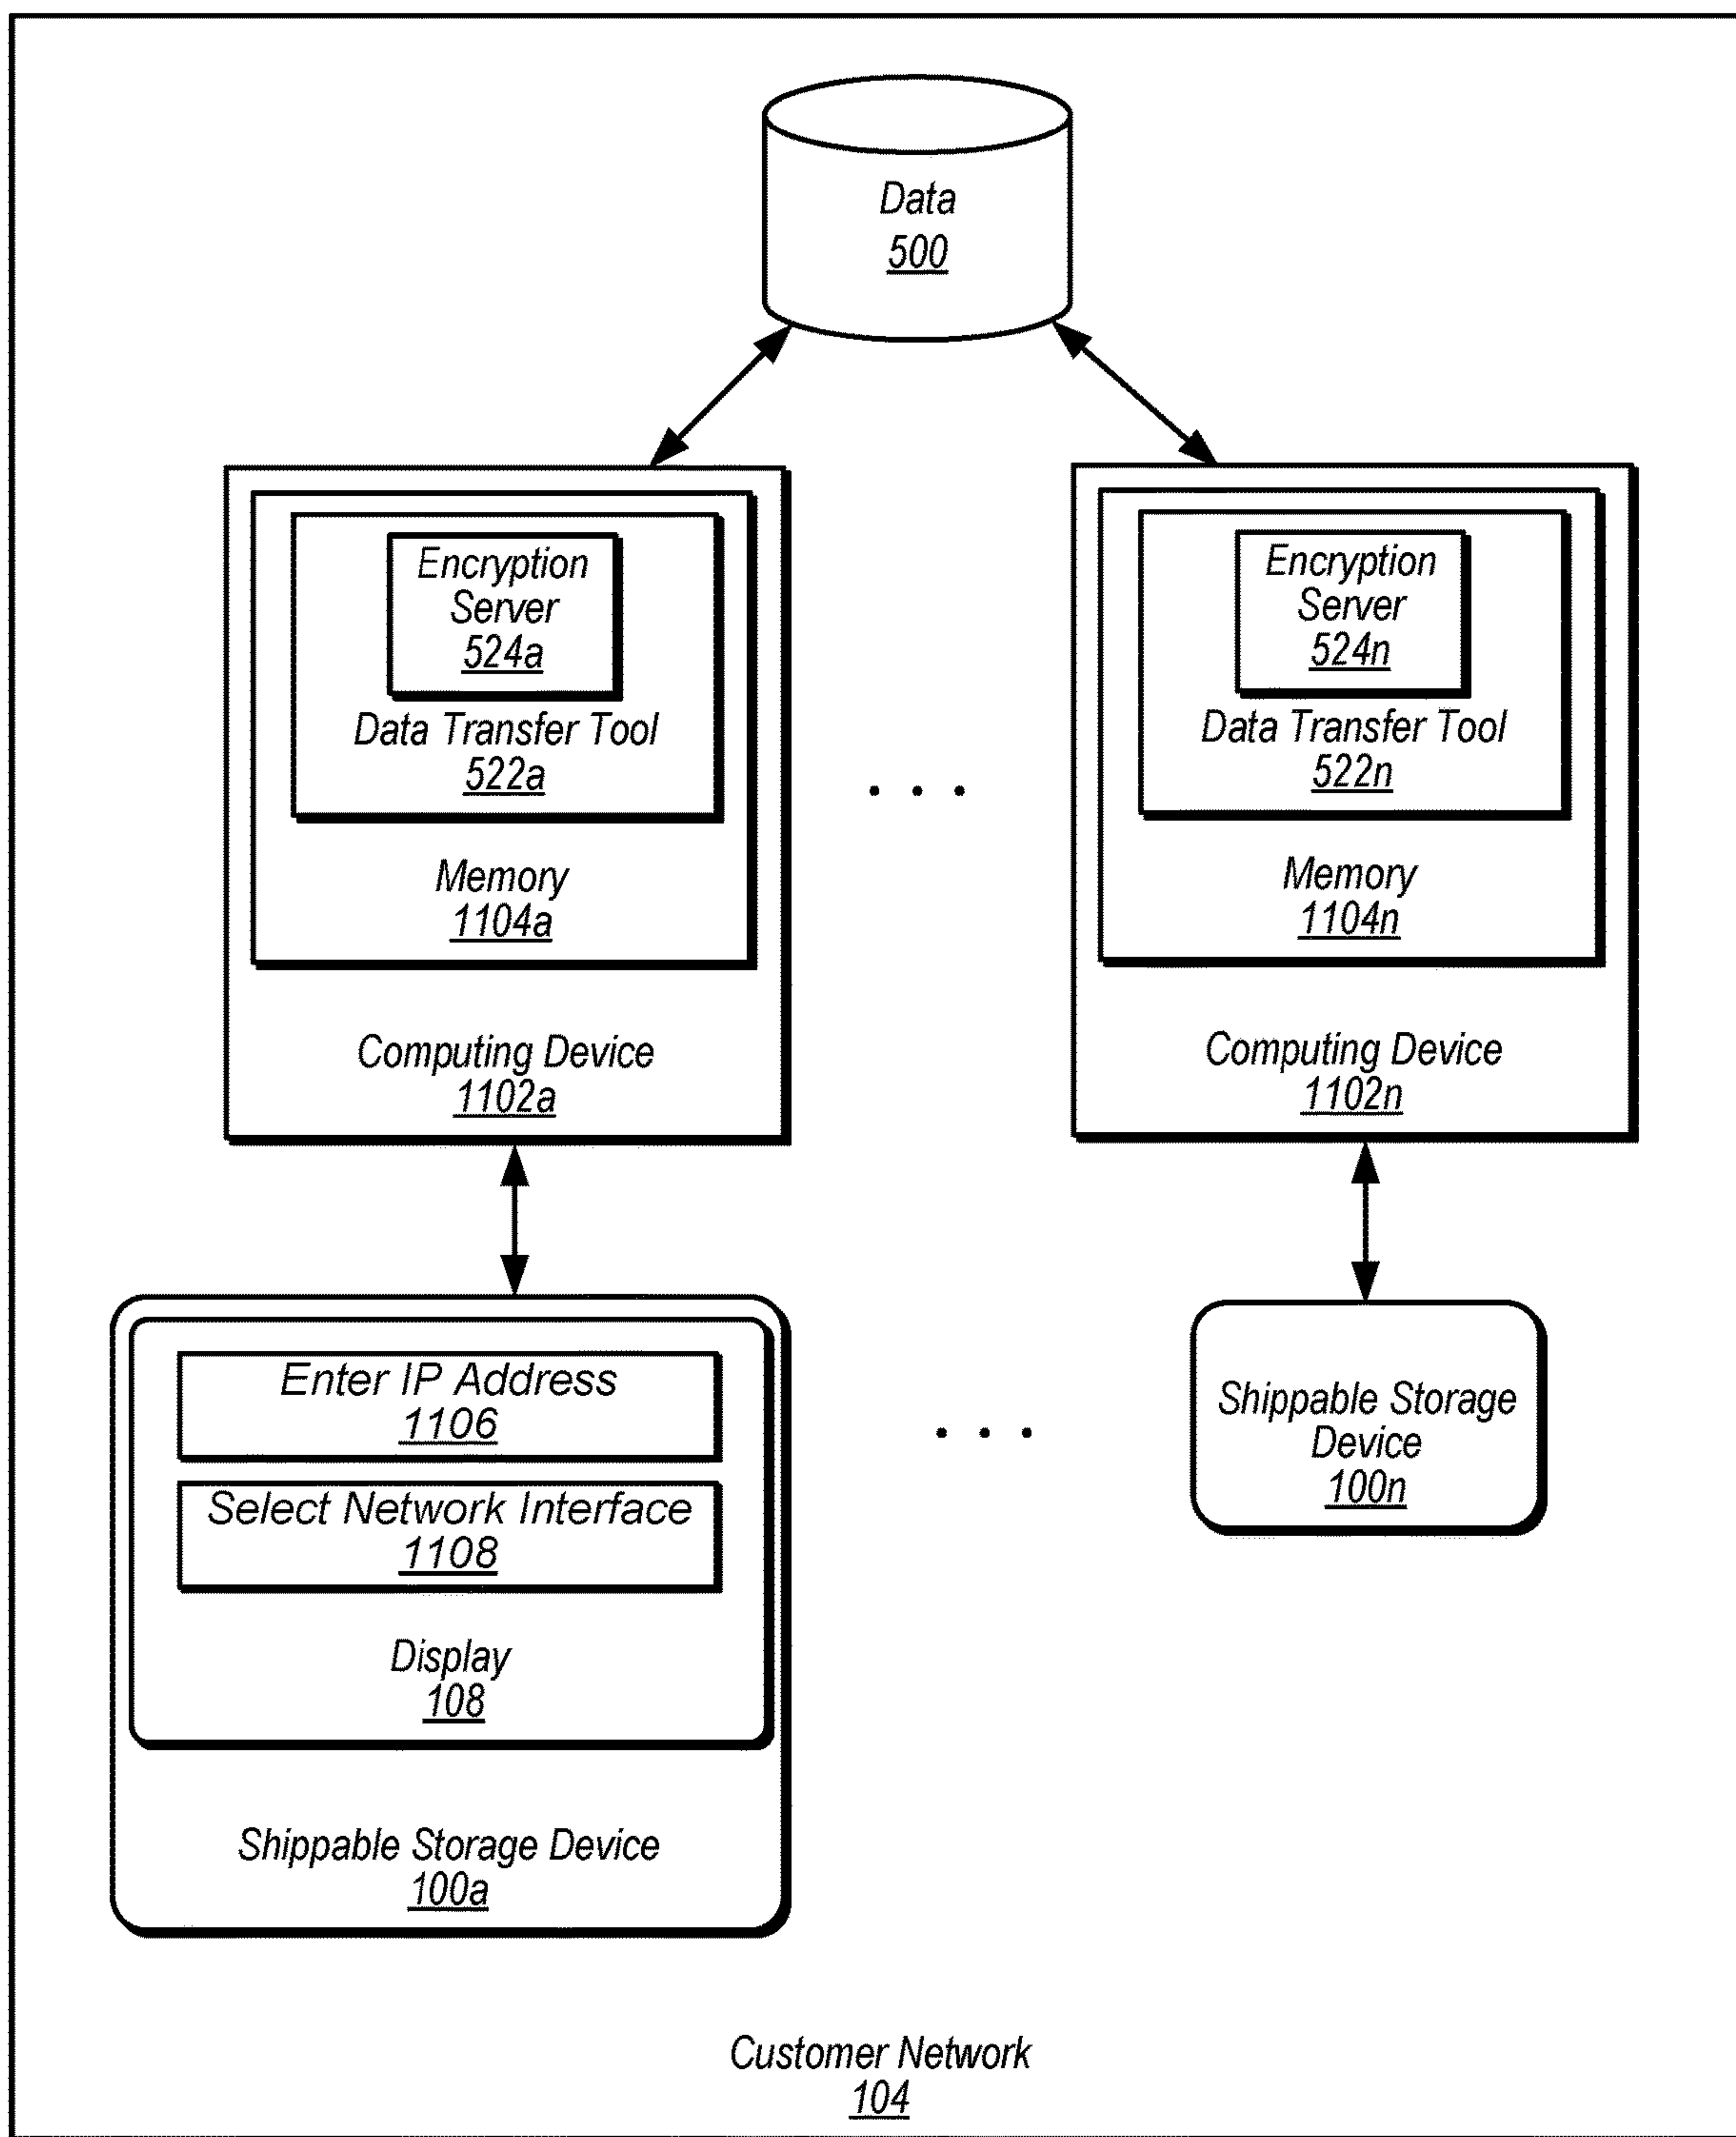 Data
500
Encryption
Server
524a
Data Transfer Tool
522a
Memory
1104a
Computing Device
1102a
. . .
Encryption
Server
524n
Data Transfer Tool
522n
Memory
1104n
Computing Device
1102n
Enter IP Address
1106
Select Network Interface
1108
Display
108
Shippable Storage Device
100a
. . .
Shippable Storage
Device
100n
Customer Network
104